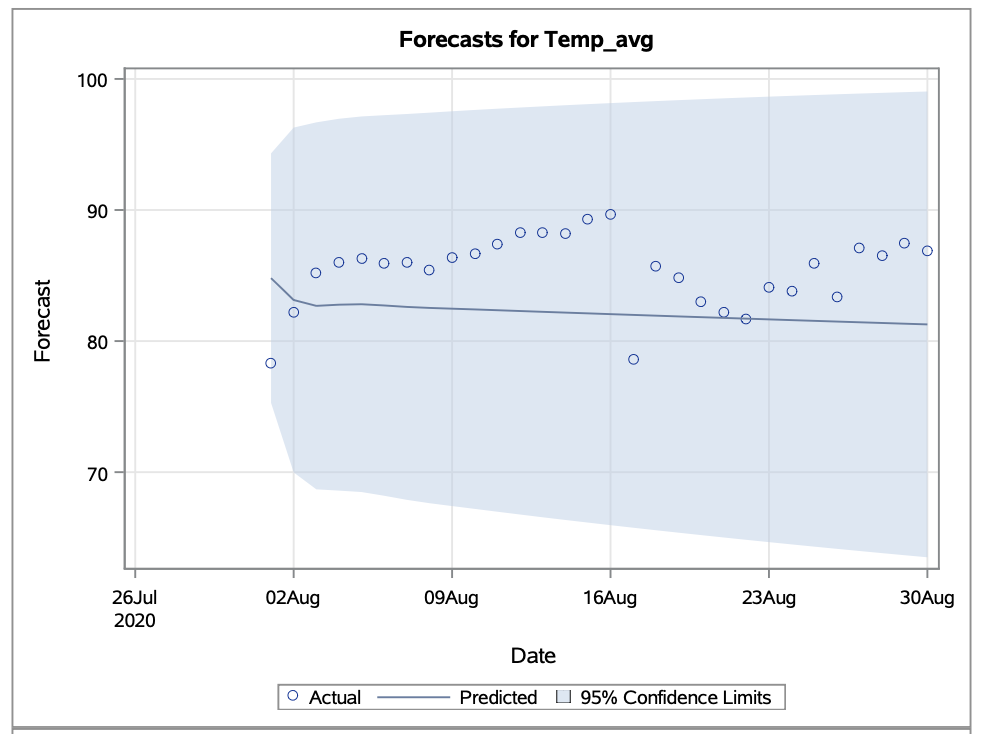 Forecasts for Temp_avg
100
90
80
70
Forecast
26Jul 02Aug 09Aug 16Aug 23Aug 30Aug
2020
Date
Actual Predicted 95% Confidence Limits